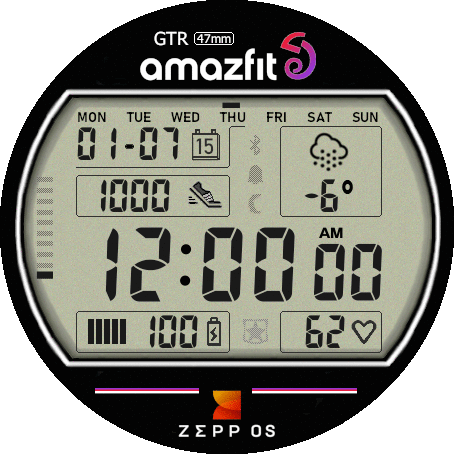 GTR 47mm
amazfit
MON TUE WED THU FRI SAT SUN
01-07 15
1000
-6°
AM
12:00 00
100 62
ZEPP OS